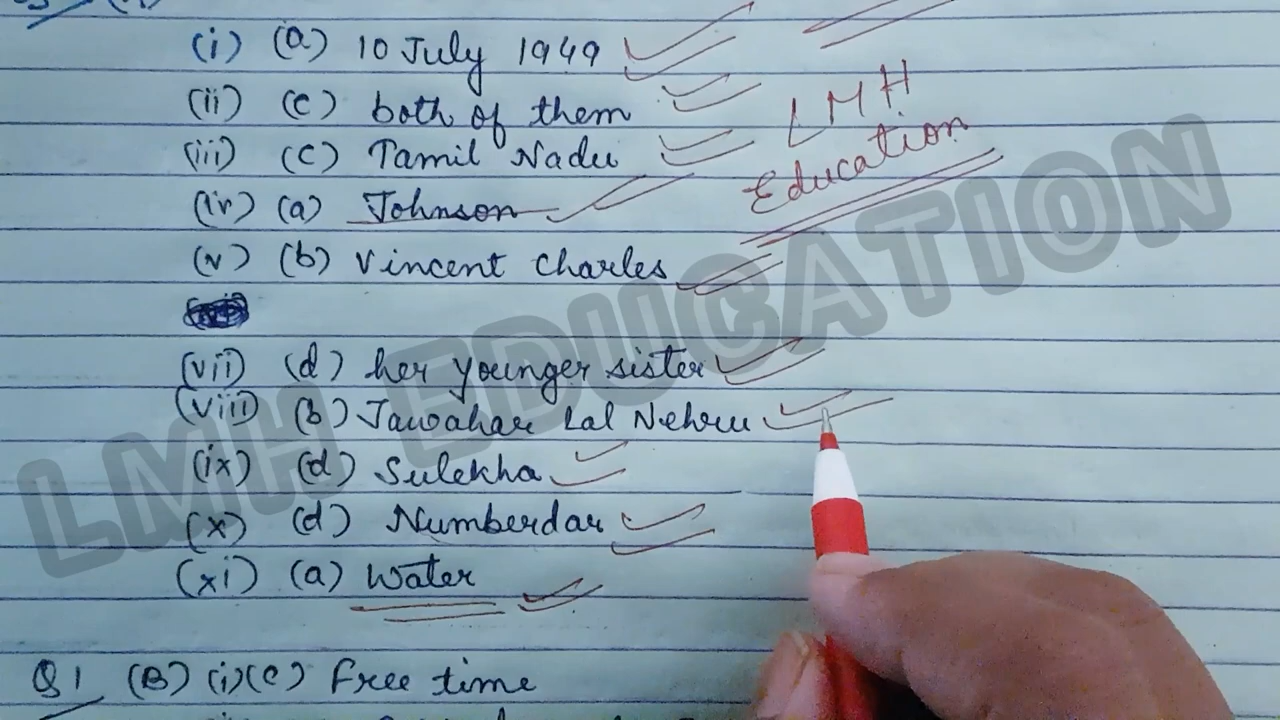 (i) (a) 10 July 1949
(ii) (c) both of them
(iii) (c) Tamil Nadu
(iv) (a) Johnson
(v) (b) Vincent Charles
(vii) (d) her younger sister
(viii) (b) Jawahar Lal Nehru
(ix) (d) Sulekha
(x) (d) Numberdar
(xi) (a) Water
Q1 (B) (i) (c) Free time
LMH
Education
LMH EDUCATION